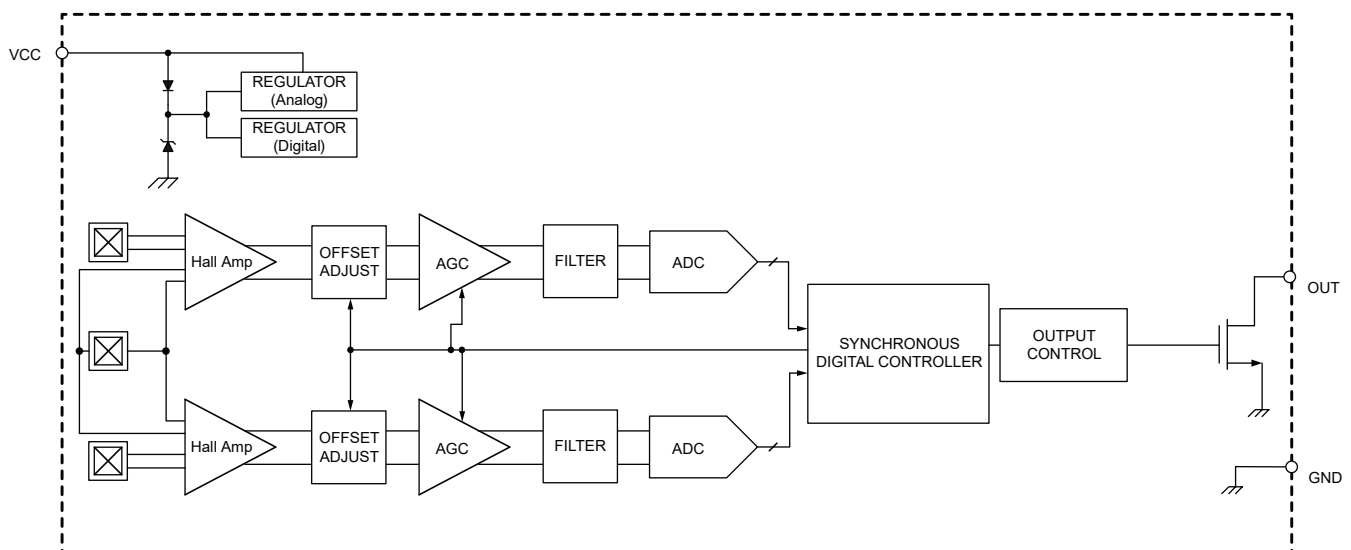 VCC
REGULATOR
(Analog)
REGULATOR
(Digital)
Hall Amp
OFFSET
ADJUST
AGC
FILTER
ADC
SYNCHRONOUS
DIGITAL CONTROLLER
OUTPUT
CONTROL
OUT
Hall Amp
OFFSET
ADJUST
AGC
FILTER
ADC
GND